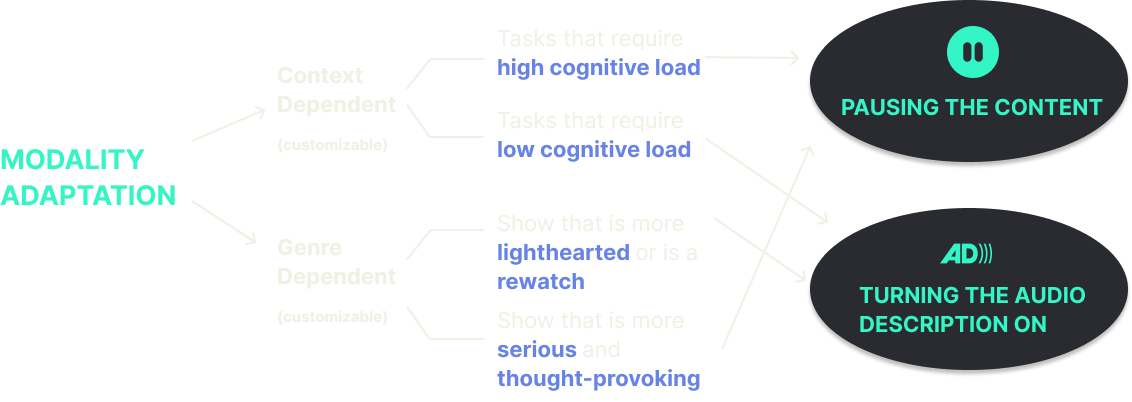 MODALITY
ADAPTATION
Context
Dependent
(customizable)
Tasks that require
high cognitive load
Tasks that require
low cognitive load
Genre
Dependent
(customizable)
Show that is more
lighthearted or is a
rewatch
Show that is more
serious and
thought-provoking
PAUSING THE CONTENT
AD
TURNING THE AUDIO
DESCRIPTION ON